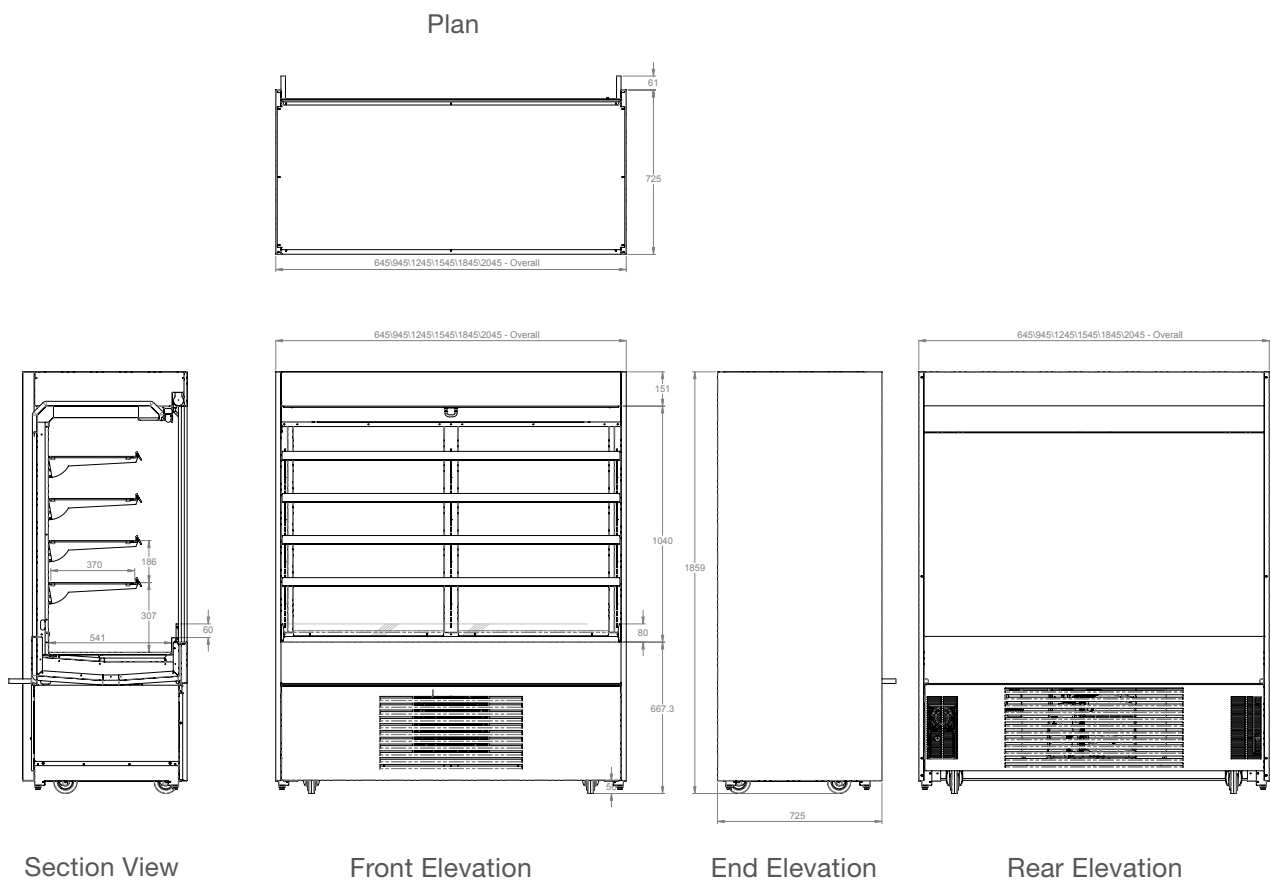 Plan
61
725
645\945\1245\1545\1845\2045 - Overall
645\945\1245\1545\1845\2045 - Overall
645\945\1245\1545\1845\2045 - Overall
151
1040
186
1859
370
307
60
80
541
667.3
725
Section View
Front Elevation
End Elevation
Rear Elevation